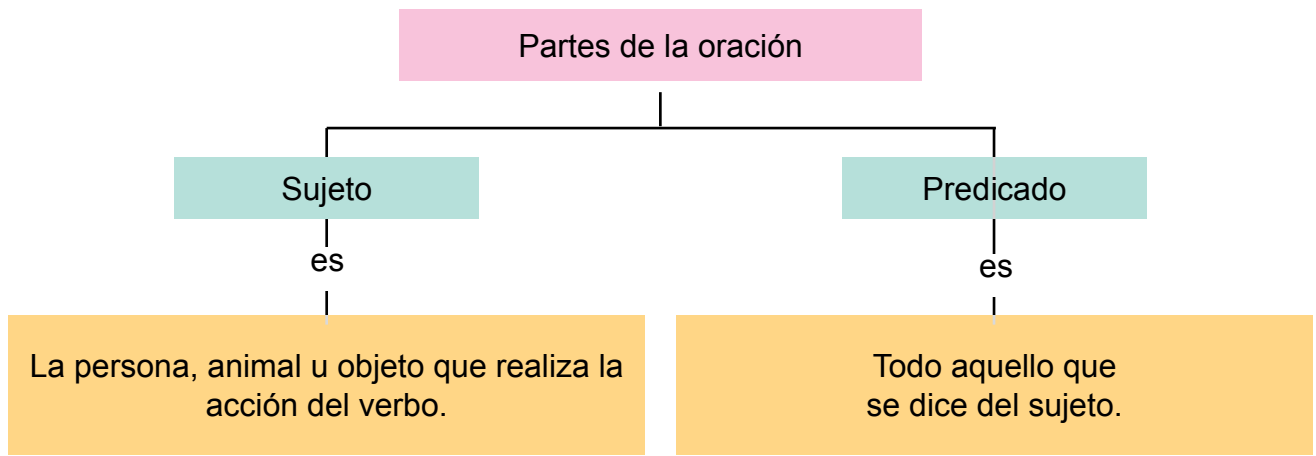 Partes de la oración
Sujeto
Predicado
es
es
La persona, animal u objeto que realiza la
acción del verbo.
Todo aquello que
se dice del sujeto.